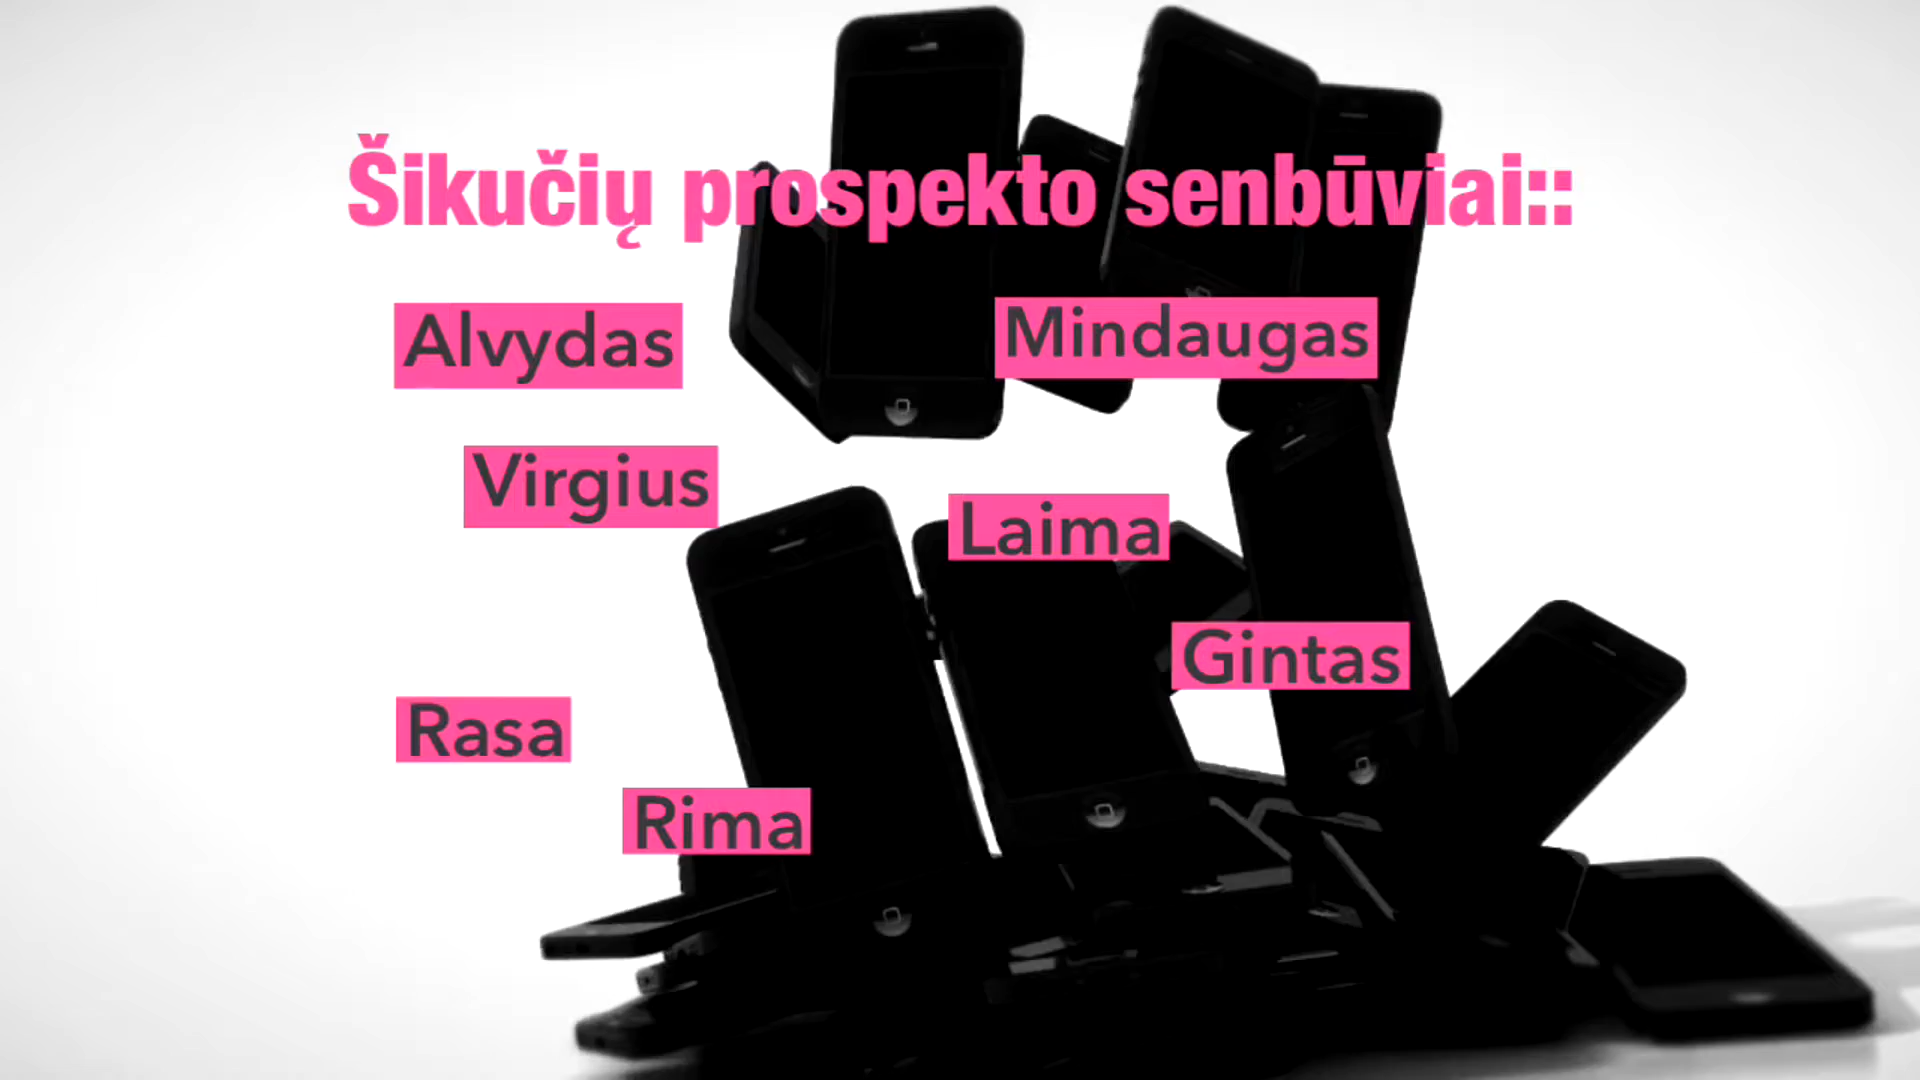 Šikučių prospekto senbūviai::
Alvydas
Mindaugas
Virgius
Laima
Gintas
Rasa
Rima